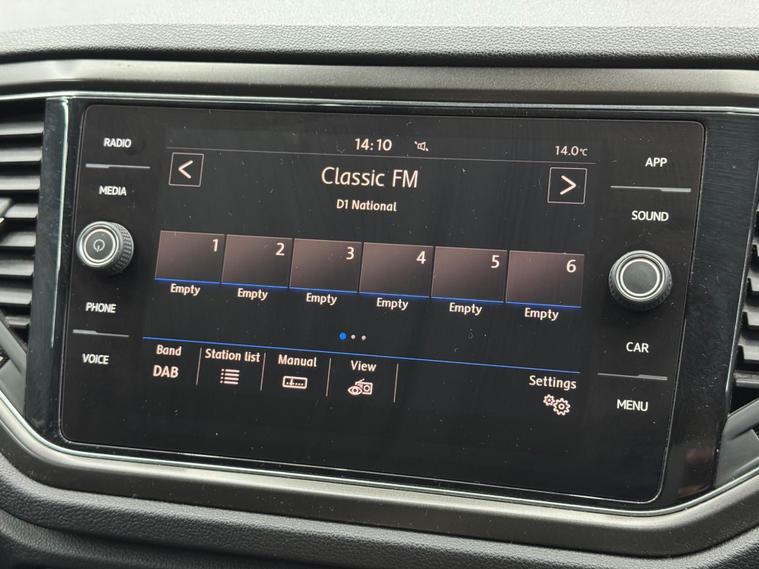 RADIO
MEDIA
PHONE
VOICE
14:10
14.0°C
Classic FM
D1 National
1 2 3 4 5 6
Empty Empty Empty Empty Empty Empty
Band Station list Manual View Settings
DAB
APP
SOUND
CAR
MENU